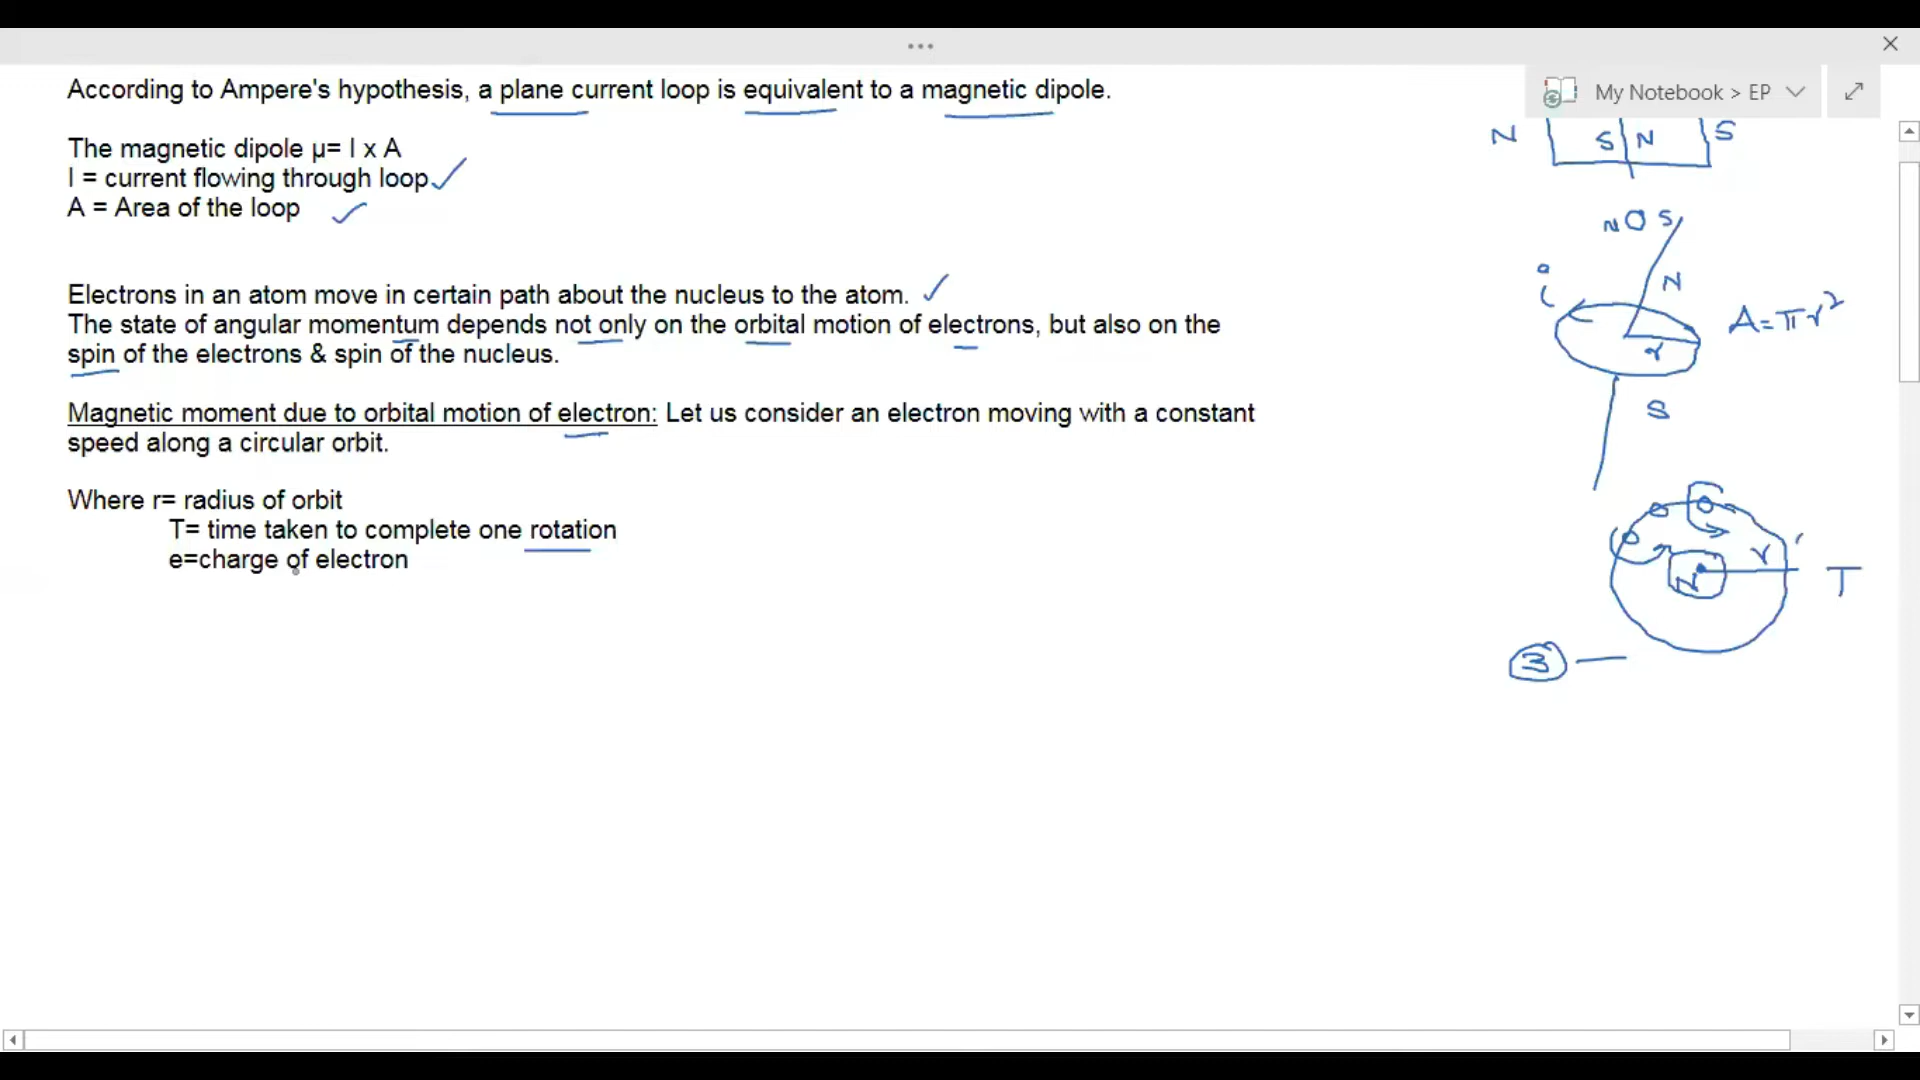 According to Ampere's hypothesis, a plane current loop is equivalent to a magnetic dipole.
My Notebook > EP
The magnetic dipole µ= I x A
I = current flowing through loop
A = Area of the loop
N S N S
N S
i N
A=πr²
r
S
Electrons in an atom move in certain path about the nucleus to the atom.
The state of angular momentum depends not only on the orbital motion of electrons, but also on the
spin of the electrons & spin of the nucleus.
Magnetic moment due to orbital motion of electron: Let us consider an electron moving with a constant
speed along a circular orbit.
Where r= radius of orbit
T= time taken to complete one rotation
e=charge of electron
r
N
T
3